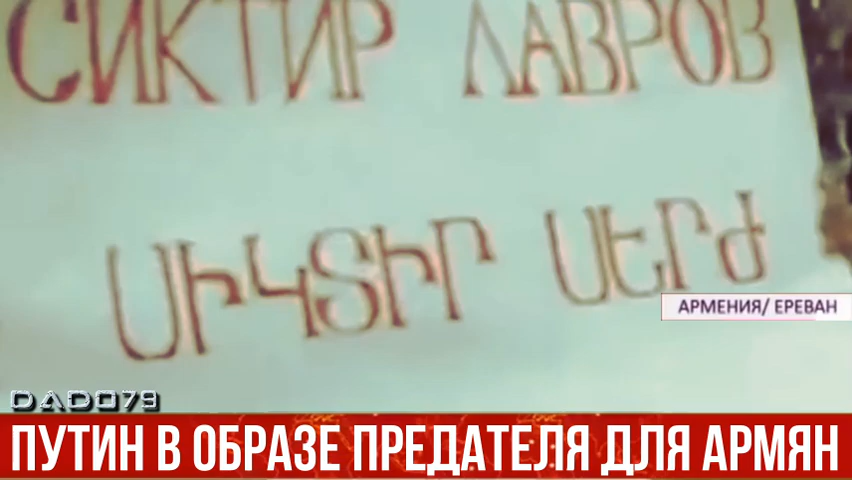 СИКТИР ЛАВРОВ
ՍԻԿՏԻՐ ՍԵՐԺ
АРМЕНИЯ/ ЕРЕВАН
DADO79
ПУТИН В ОБРАЗЕ ПРЕДАТЕЛЯ ДЛЯ АРМЯН